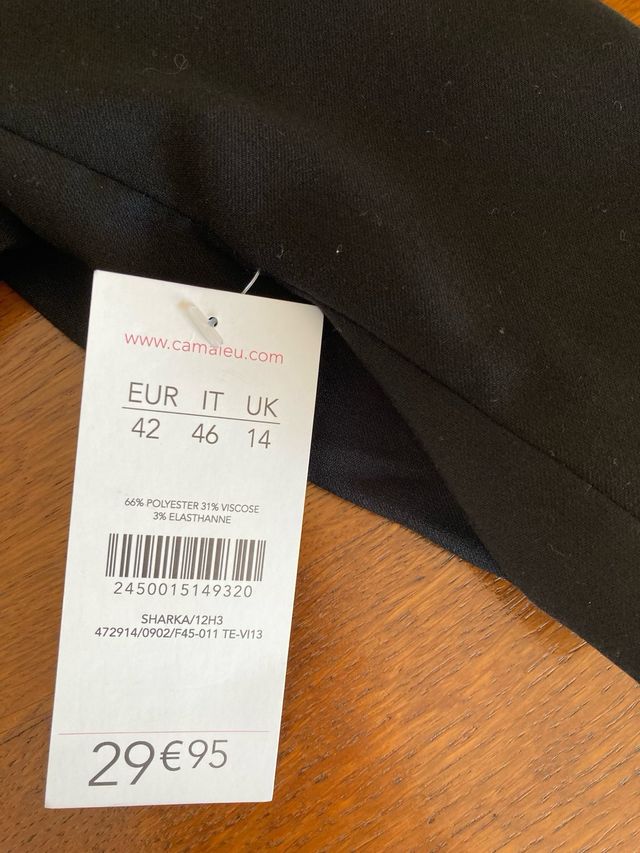 www.camaieu.com
EUR IT UK
42 46 14
66% POLYESTER 31% VISCOSE
3% ELASTHANNE
2450015149320
SHARKA/12H3
472914/0902/F45-011 TE-VI13
29€95